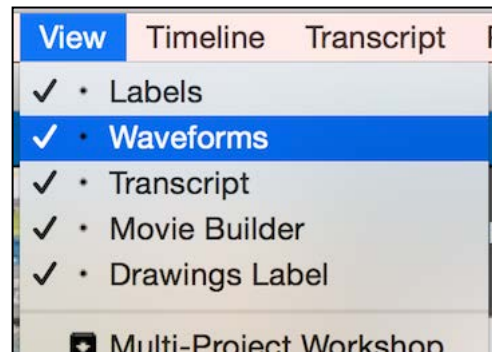 View Timeline Transcript
✓ · Labels
✓ · Waveforms
✓ · Transcript
✓ · Movie Builder
✓ · Drawings Label
Multi-Project Workshop